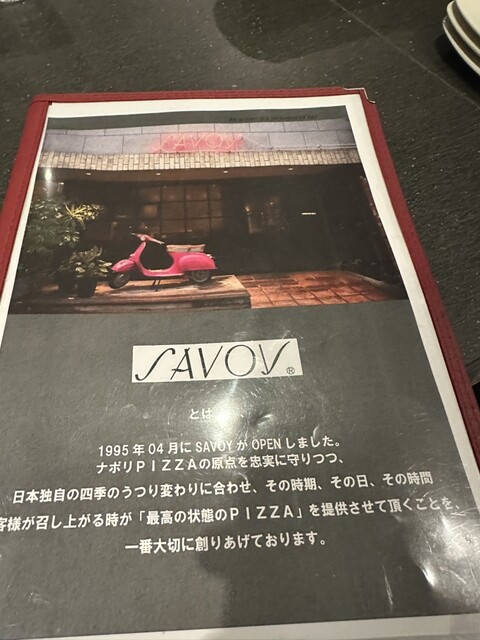 SAVOY
SAVOY®
とは
1995年04月にSAVOYがOPENしました。
ナポリPIZZAの原点を忠実に守りつつ、
日本独自の四季のうつり変わりに合わせ、その時期、その日、その時間
客様が召し上がる時が「最高の状態のPIZZA」を提供させて頂くことを、
一番大切に創りあげております。